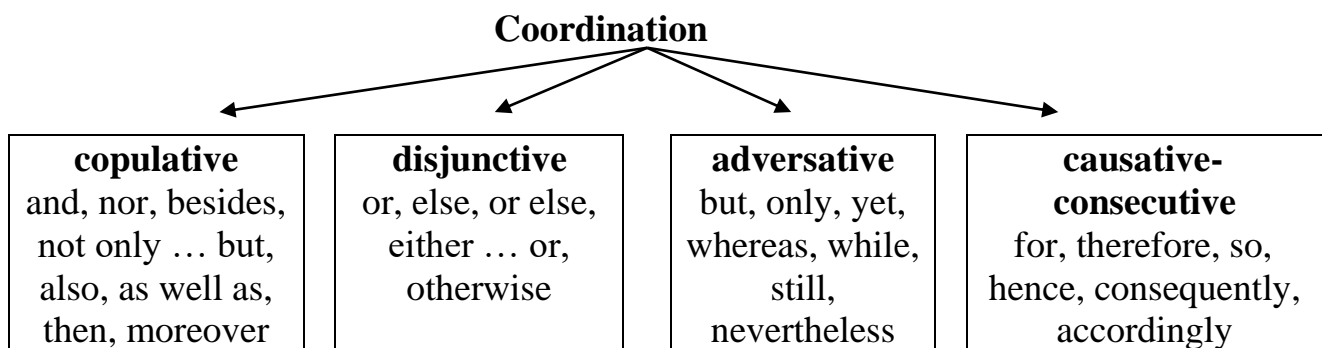 Coordination
copulative
and, nor, besides,
not only … but,
also, as well as,
then, moreover
disjunctive
or, else, or else,
either … or,
otherwise
adversative
but, only, yet,
whereas, while,
still,
nevertheless
causative-
consecutive
for, therefore, so,
hence, consequently,
accordingly